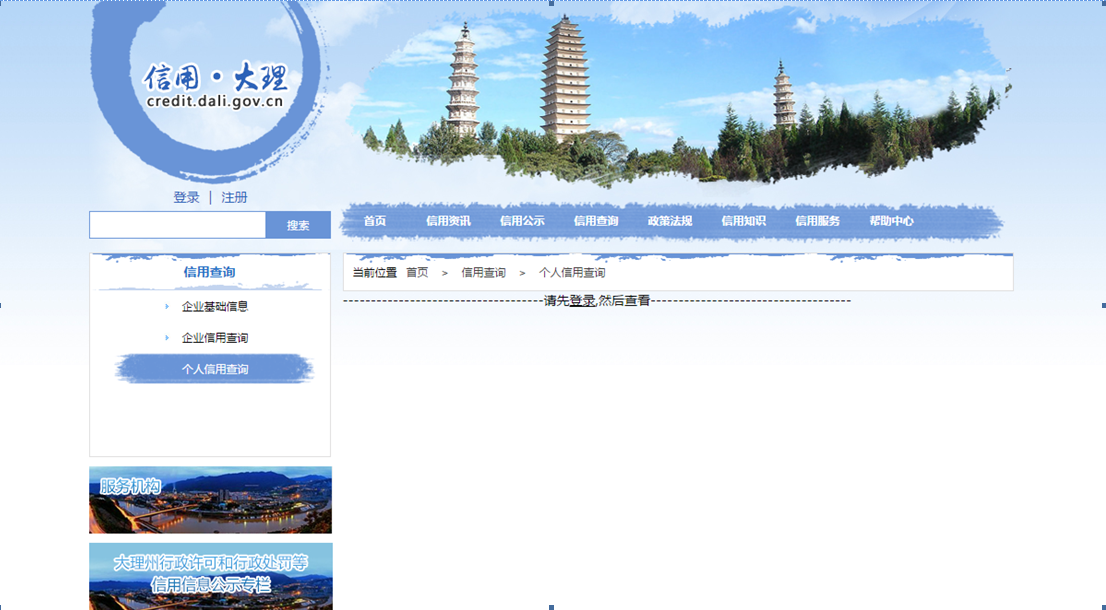 信用·大理
credit.dali.gov.cn
登录 | 注册
搜索
首页 信用资讯 信用公示 信用查询 政策法规 信用知识 信用服务 帮助中心
信用查询
企业基础信息
企业信用查询
个人信用查询
当前位置 首页 > 信用查询 > 个人信用查询
------------------------------------请先登录,然后查看------------------------------------
服务机构
大理州行政许可和行政处罚等
信用信息公示专栏